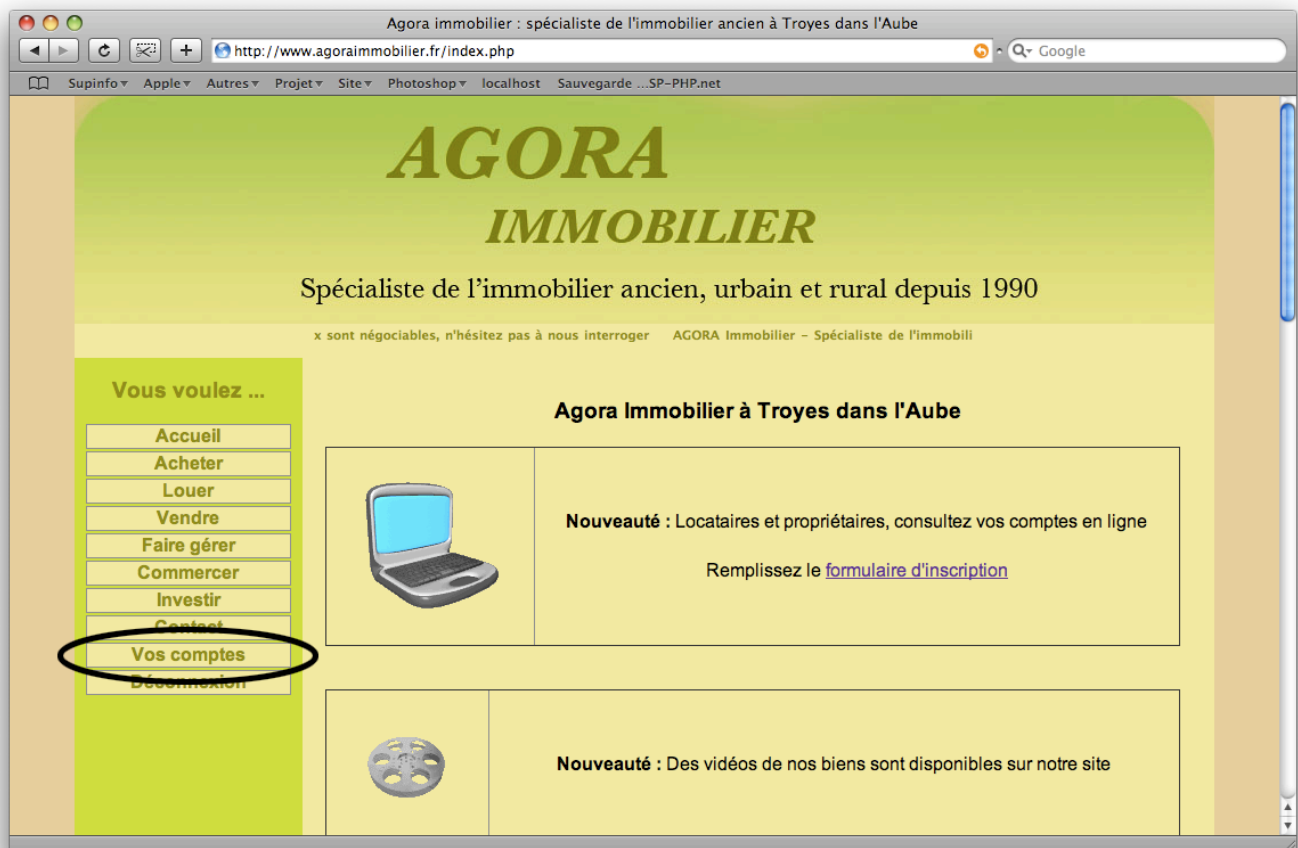 Agora immobilier : spécialiste de l'immobilier ancien à Troyes dans l'Aube
http://www.agoraimmobilier.fr/index.php
Google
Supinfo Apple Autres Projet Site Photoshop localhost Sauvegarde ...SP-PHP.net
AGORA
IMMOBILIER
Spécialiste de l'immobilier ancien, urbain et rural depuis 1990
x sont négociables, n'hésitez pas à nous interroger AGORA Immobilier - Spécialiste de l'immobili
Vous voulez ...
Accueil
Acheter
Louer
Vendre
Faire gérer
Commercer
Investir
Contact
Vos comptes
Déconnexion
Agora Immobilier à Troyes dans l'Aube
Nouveauté : Locataires et propriétaires, consultez vos comptes en ligne
Remplissez le formulaire d'inscription
Nouveauté : Des vidéos de nos biens sont disponibles sur notre site